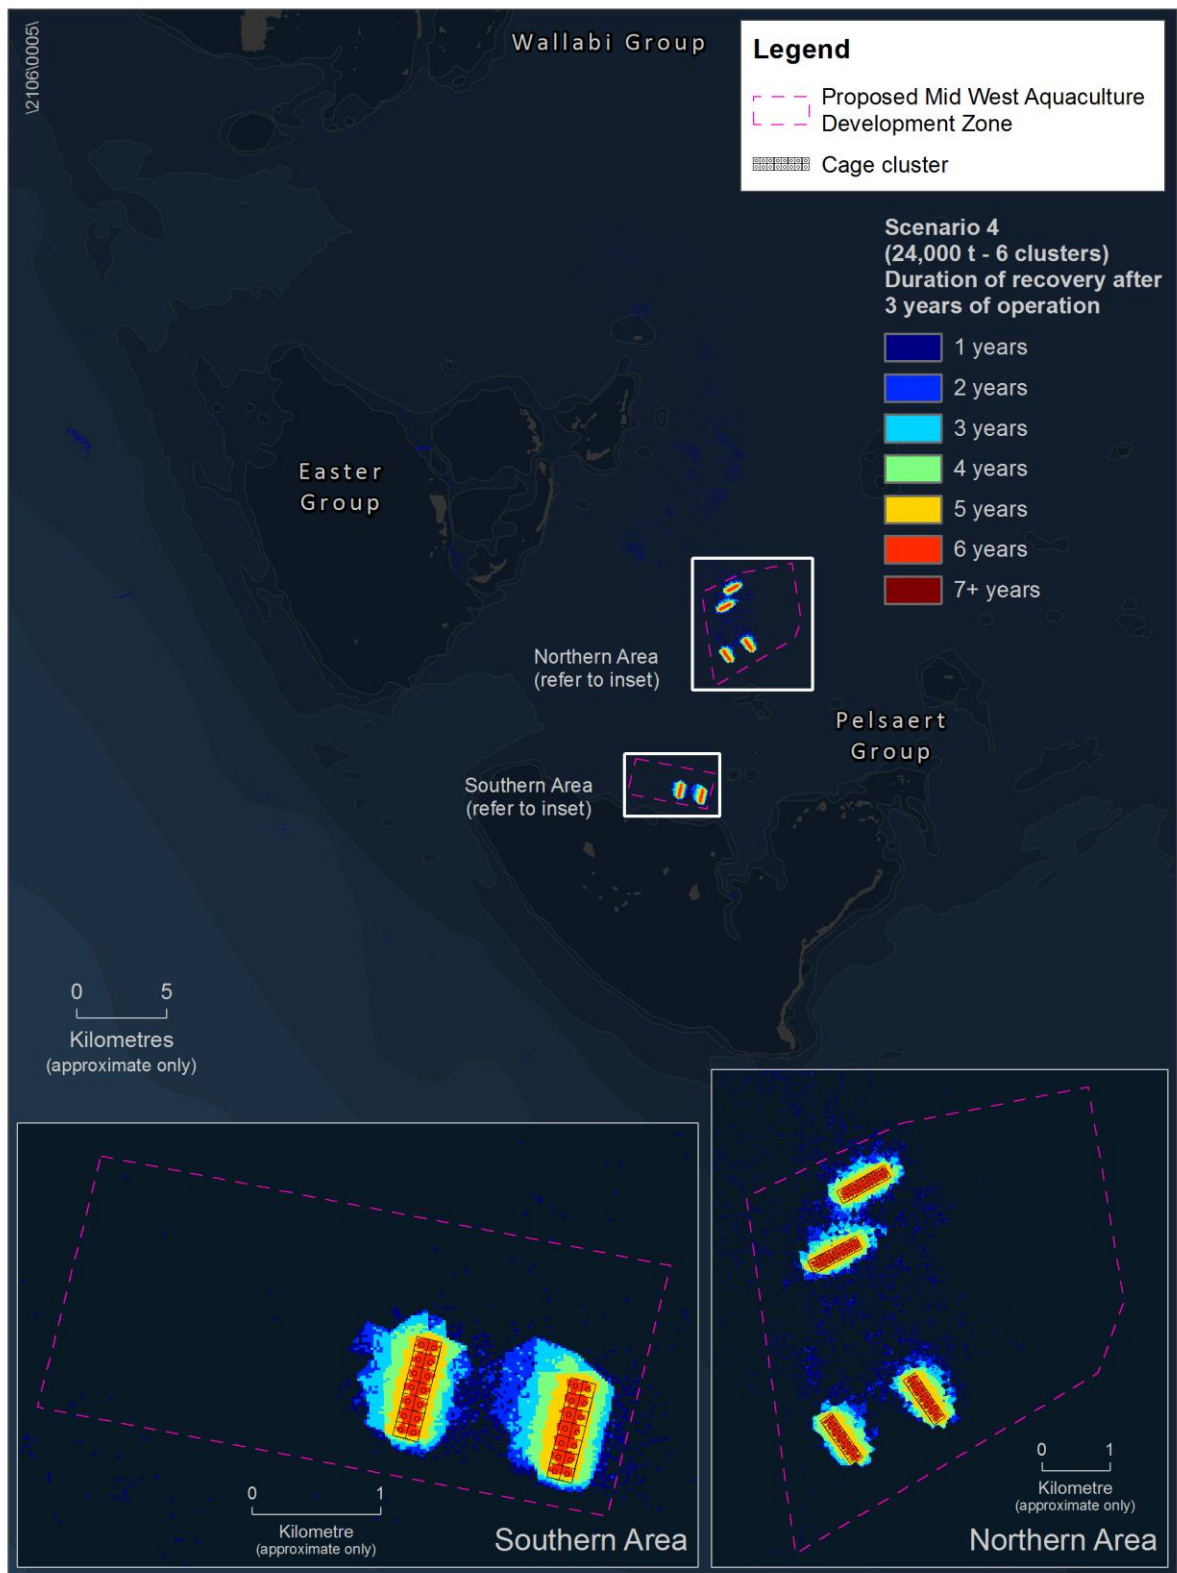 \2106\0005\
Wallabi Group
Legend
Proposed Mid West Aquaculture
Development Zone
Cage cluster
Scenario 4
(24,000 t - 6 clusters)
Duration of recovery after
3 years of operation
1 years
2 years
3 years
4 years
5 years
6 years
7+ years
Easter
Group
Northern Area
(refer to inset)
Pelsaert
Group
Southern Area
(refer to inset)
0 5
Kilometres
(approximate only)
0 1
Kilometre
(approximate only)
Southern Area
0 1
Kilometre
(approximate only)
Northern Area